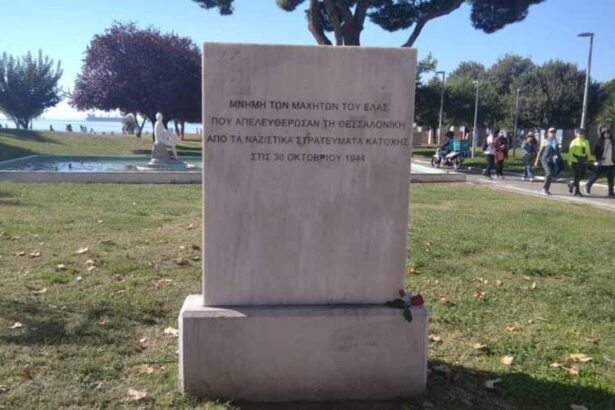 ΜΝΗΜΗ ΤΩΝ ΜΑΧΗΤΩΝ ΤΟΥ ΕΛΑΣ
ΠΟΥ ΑΠΕΛΕΥΘΕΡΩΣΑΝ ΤΗ ΘΕΣΣΑΛΟΝΙΚΗ
ΑΠΟ ΤΑ ΝΑΖΙΣΤΙΚΑ ΣΤΡΑΤΕΥΜΑΤΑ ΚΑΤΟΧΗΣ
ΣΤΙΣ 30 ΟΚΤΩΒΡΙΟΥ 1944